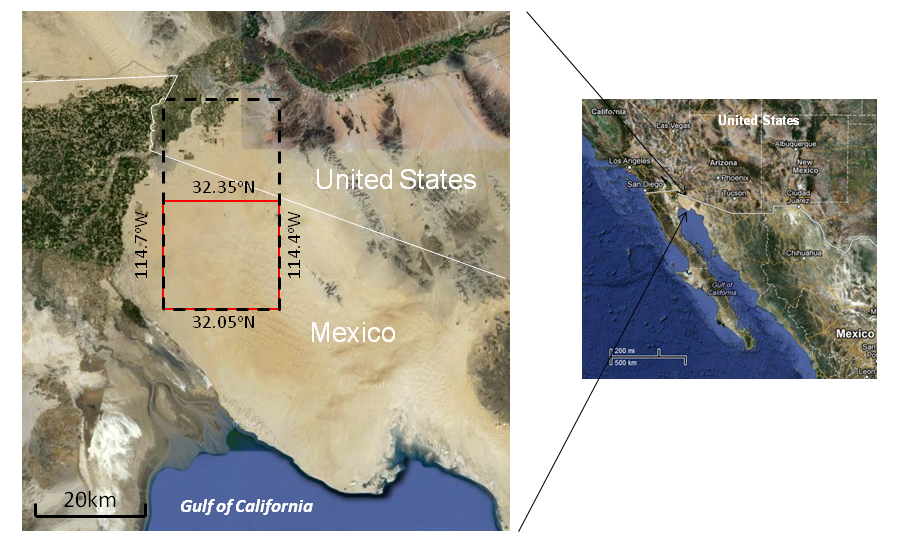 32.35°N
United States
114.7°W
114.4°W
32.05°N
Mexico
20km
Gulf of California
California
Las Vegas
United States
Albuquerque
Los Angeles
Arizona
New
Mexico
Phoenix
San Diego
Tucson
Ciudad
Juarez
Chihuahua
Gulf of
California
Mexico
200 mi
500 km
San
Leon